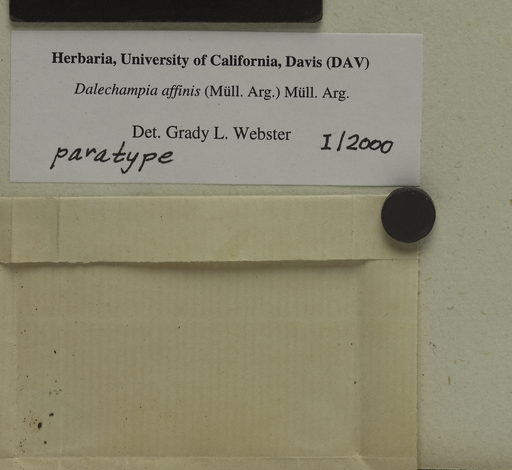 Herbaria, University of California, Davis (DAV)
Dalechampia affinis (Müll. Arg.) Müll. Arg.
Det. Grady L. Webster I/2000
paratype